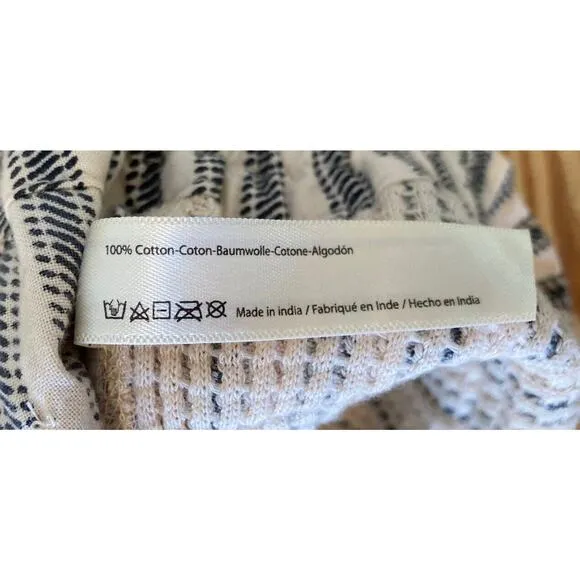 100% Cotton-Coton-Baumwolle-Cotone-Algodón
Made in india / Fabriqué en Inde / Hecho en India